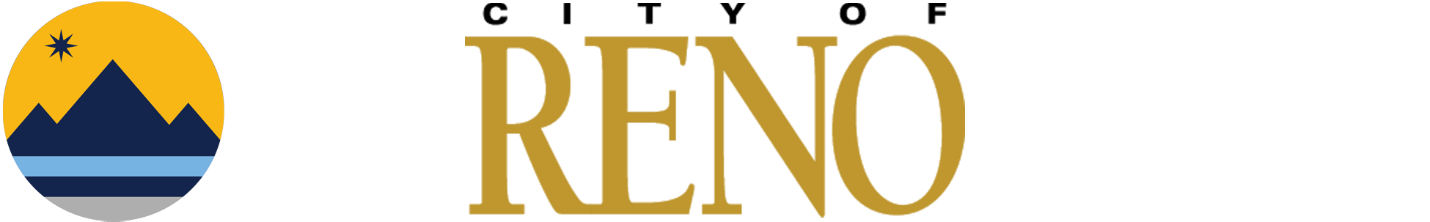 CITY OF
RENO